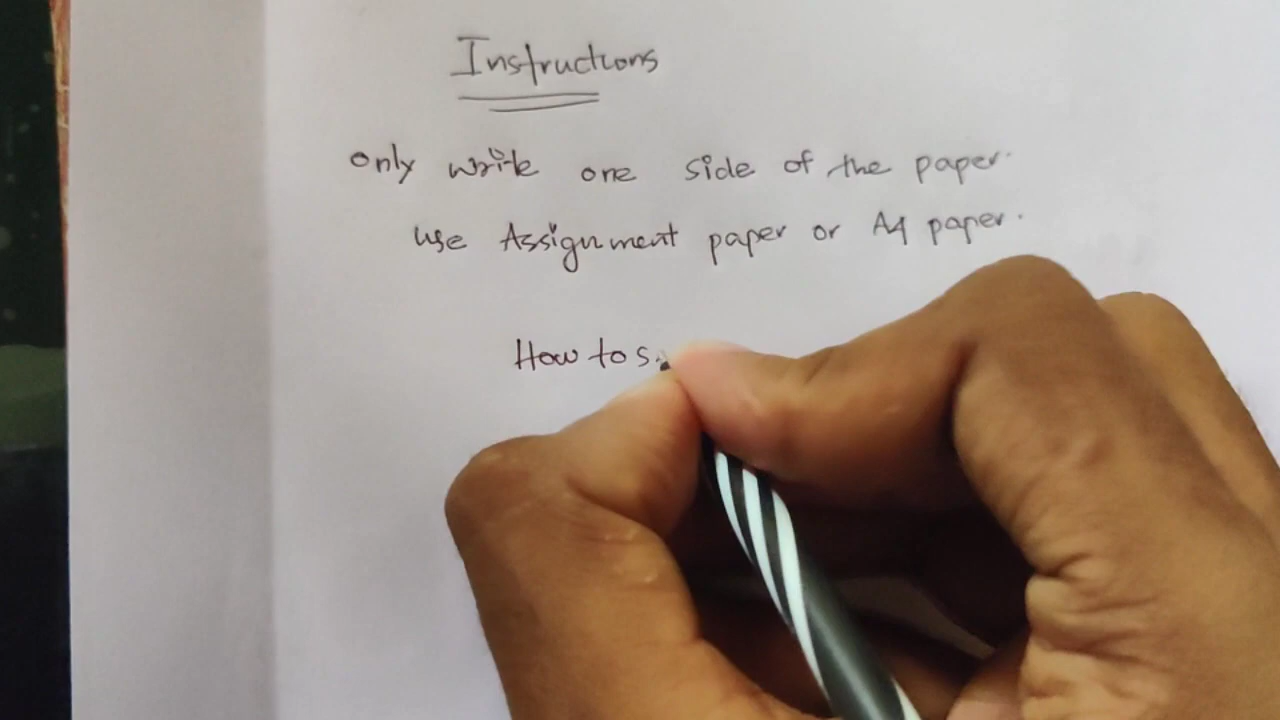 Instructions
only write one side of the paper.
use Assignment paper or A4 paper.
How to s